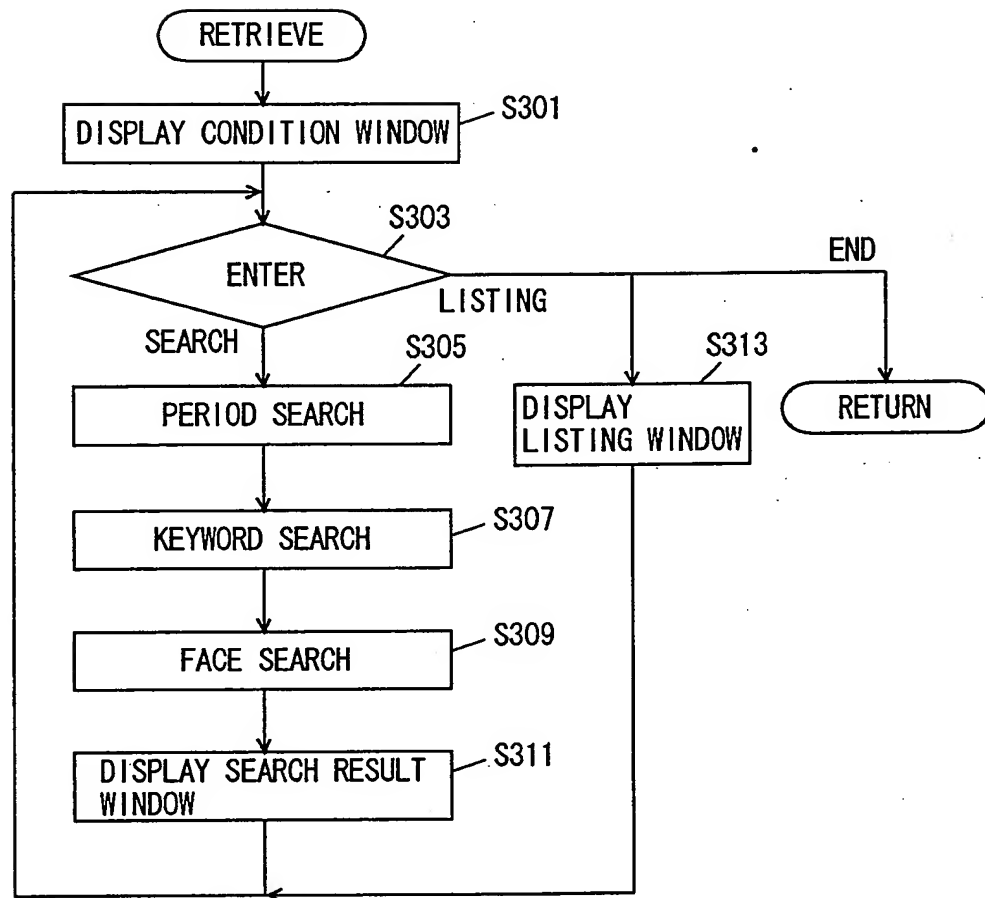 RETRIEVE
S301
DISPLAY CONDITION WINDOW
S303
ENTER
END
LISTING
SEARCH
S305
S313
PERIOD SEARCH
DISPLAY
LISTING WINDOW
RETURN
S307
KEYWORD SEARCH
S309
FACE SEARCH
S311
DISPLAY SEARCH RESULT
WINDOW